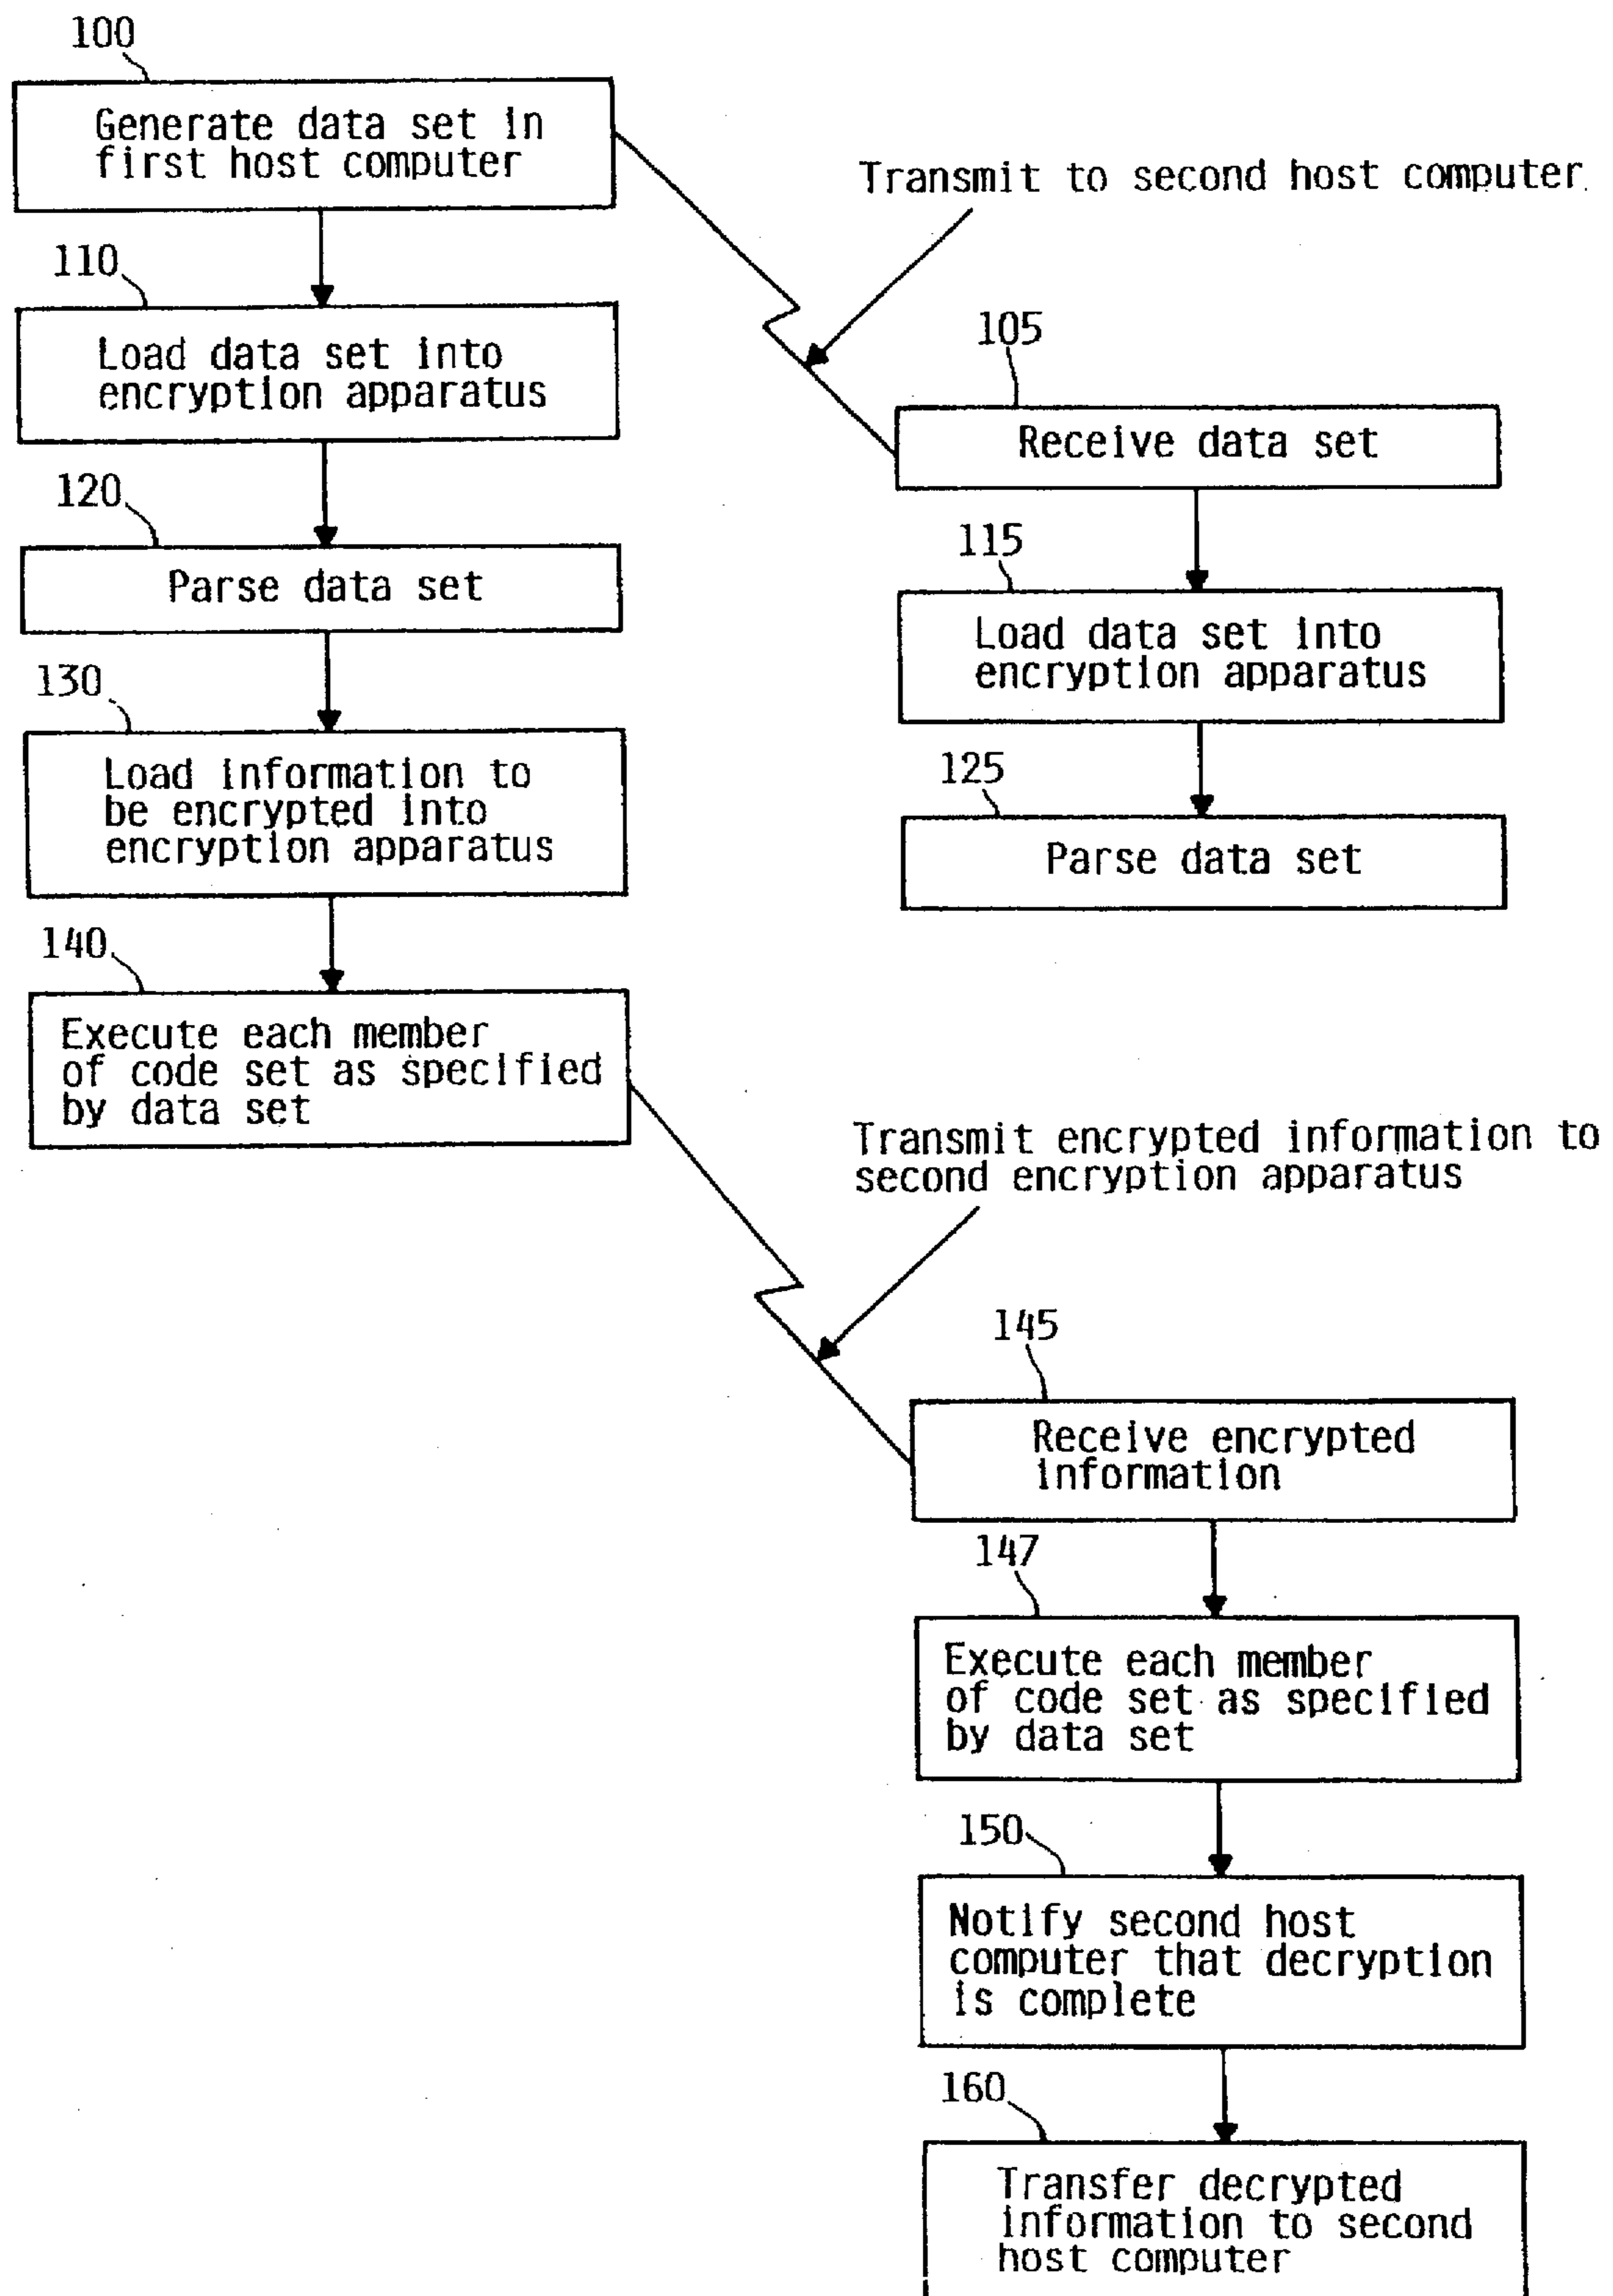 100
Generate data set in
first host computer
Transmit to second host computer
110
Load data set into
encryption apparatus
105
Receive data set
120
Parse data set
115
Load data set into
encryption apparatus
130
Load information to
be encrypted into
encryption apparatus
125
Parse data set
140
Execute each member
of code set as specified
by data set
Transmit encrypted information to
second encryption apparatus
145
Receive encrypted
information
147
Execute each member
of code set as specified
by data set
150
Notify second host
computer that decryption
is complete
160
Transfer decrypted
information to second
host computer